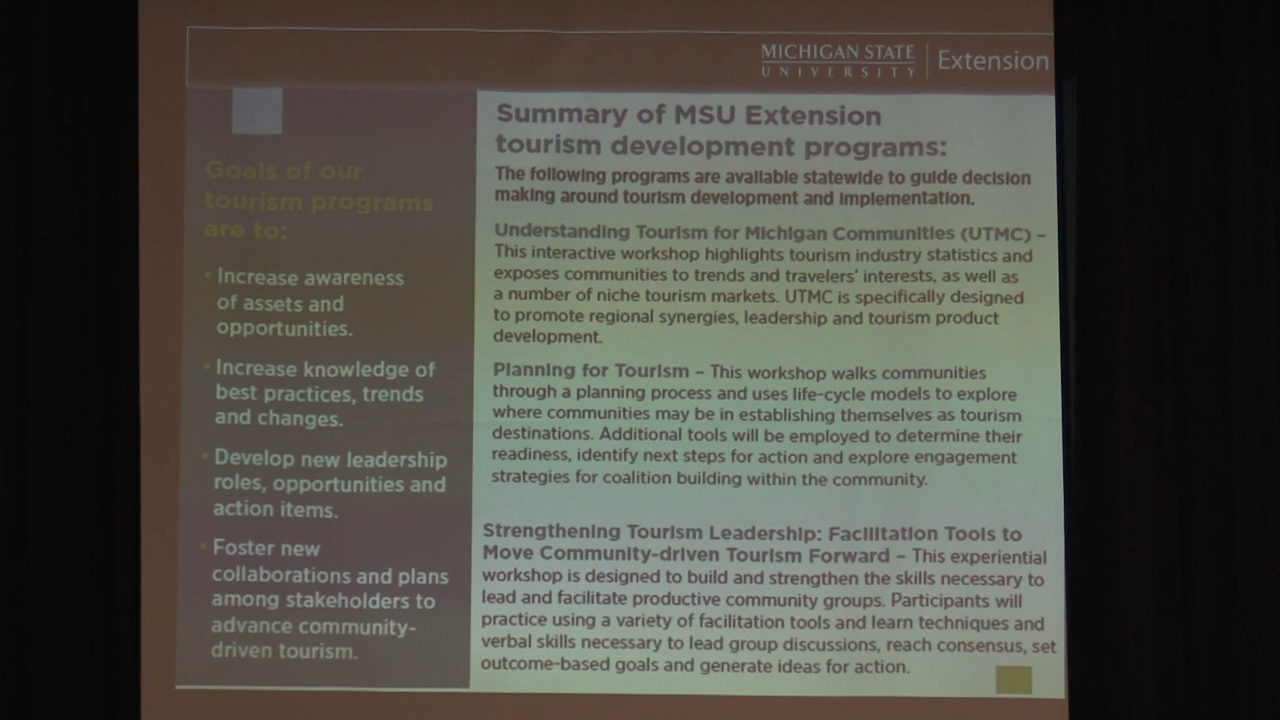 MICHIGAN STATE
UNIVERSITY
Extension
Goals of our
tourism programs
are to:
• Increase awareness
of assets and
opportunities.
• Increase knowledge of
best practices, trends
and changes.
• Develop new leadership
roles, opportunities and
action items.
• Foster new
collaborations and plans
among stakeholders to
advance community-
driven tourism.
Summary of MSU Extension
tourism development programs:
The following programs are available statewide to guide decision
making around tourism development and implementation.
Understanding Tourism for Michigan Communities (UTMC) –
This interactive workshop highlights tourism industry statistics and
exposes communities to trends and travelers' interests, as well as
a number of niche tourism markets. UTMC is specifically designed
to promote regional synergies, leadership and tourism product
development.
Planning for Tourism – This workshop walks communities
through a planning process and uses life-cycle models to explore
where communities may be in establishing themselves as tourism
destinations. Additional tools will be employed to determine their
readiness, identify next steps for action and explore engagement
strategies for coalition building within the community.
Strengthening Tourism Leadership: Facilitation Tools to
Move Community-driven Tourism Forward – This experiential
workshop is designed to build and strengthen the skills necessary to
lead and facilitate productive community groups. Participants will
practice using a variety of facilitation tools and learn techniques and
verbal skills necessary to lead group discussions, reach consensus, set
outcome-based goals and generate ideas for action.